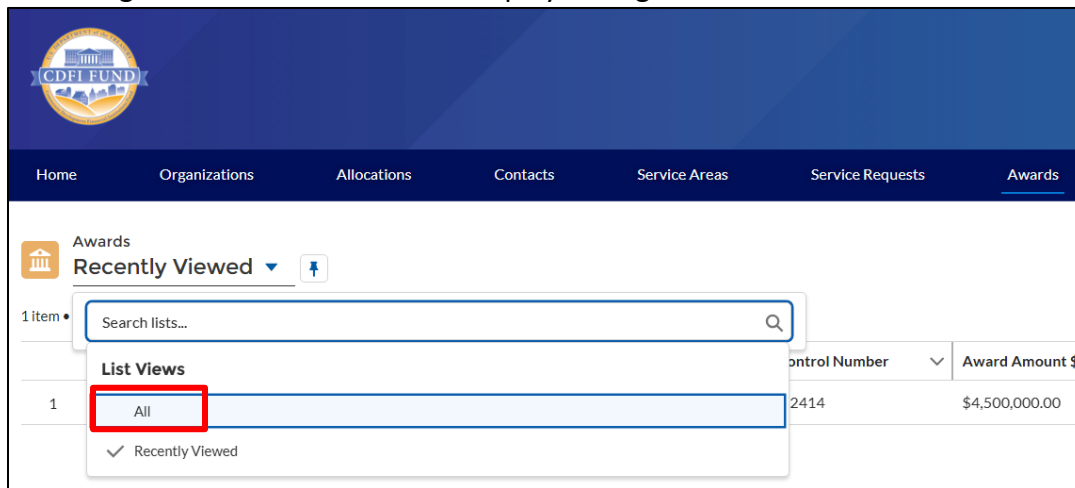 CDFI FUND
Home Organizations Allocations Contacts Service Areas Service Requests Awards
Awards
Recently Viewed
1 item •
Search lists...
List Views
ontrol Number Award Amount $
1 All 2414 $4,500,000.00
Recently Viewed